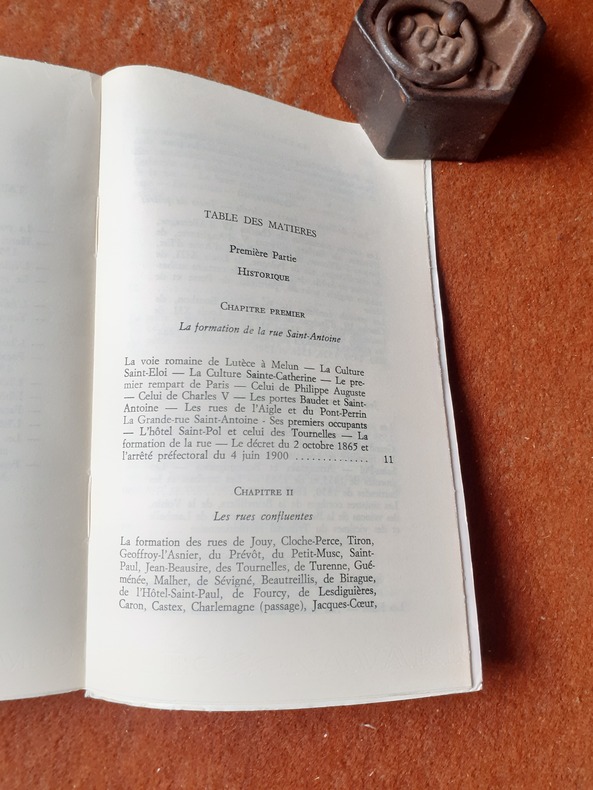 TABLE DES MATIERES
Première Partie
HISTORIQUE
CHAPITRE PREMIER
La formation de la rue Saint-Antoine
La voie romaine de Lutèce à Melun — La Culture
Saint-Eloi — La Culture Sainte-Catherine — Le pre-
mier rempart de Paris — Celui de Philippe Auguste
— Celui de Charles V — Les portes Baudet et Saint-
Antoine — Les rues de l'Aigle et du Pont-Perrin
La Grande-rue Saint-Antoine - Ses premiers occupants
— L'hôtel Saint-Pol et celui des Tournelles — La
formation de la rue — Le décret du 2 octobre 1865 et
l'arrêté préfectoral du 4 juin 1900 .............. 11
CHAPITRE II
Les rues confluentes
La formation des rues de Jouy, Cloche-Perce, Tiron,
Geoffroy-l'Asnier, du Prévôt, du Petit-Musc, Saint-
Paul, Jean-Beausire, des Tournelles, de Turenne, Gué-
ménée, Malher, de Sévigné, Beautreillis, de Birague,
de l'Hôtel-Saint-Paul, de Fourcy, de Lesdiguières,
Caron, Castex, Charlemagne (passage), Jacques-Cœur,